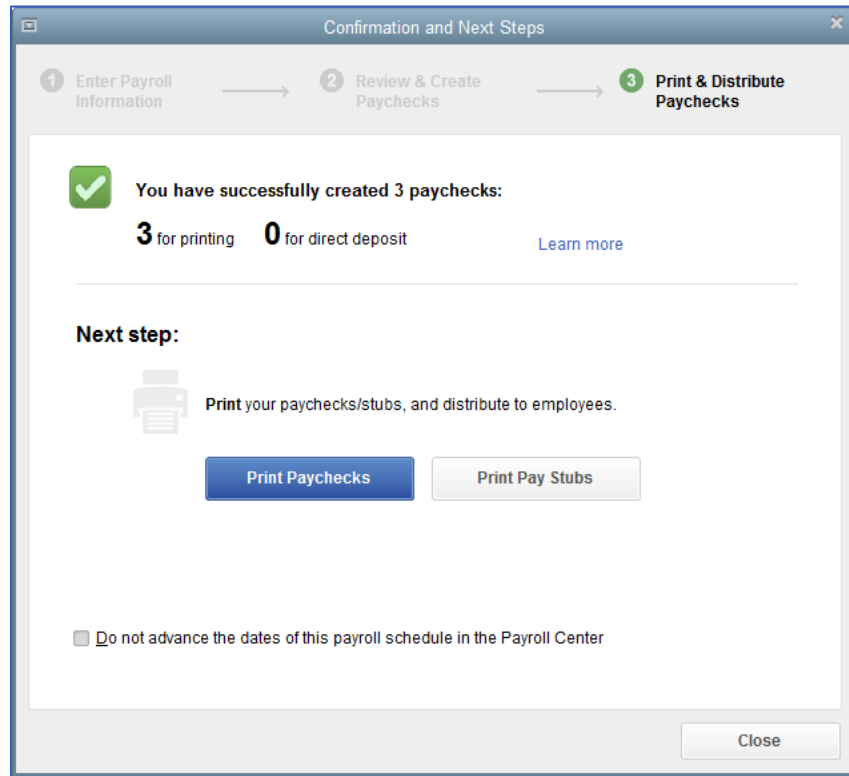 Confirmation and Next Steps
1 Enter Payroll Information
2 Review & Create Paychecks
3 Print & Distribute Paychecks
You have successfully created 3 paychecks:
3 for printing 0 for direct deposit Learn more
Next step:
Print your paychecks/stubs, and distribute to employees.
Print Paychecks Print Pay Stubs
Do not advance the dates of this payroll schedule in the Payroll Center
Close